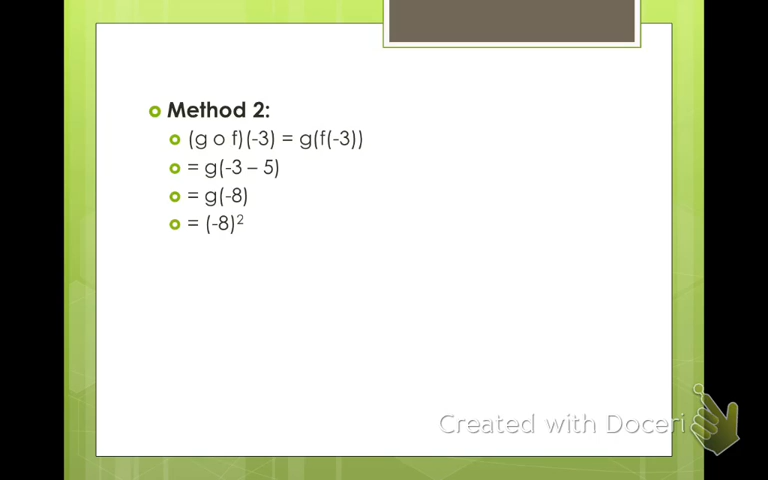 Method 2:
(g o f)(-3) = g(f(-3))
= g(-3 – 5)
= g(-8)
= (-8)²
Created with Doceri